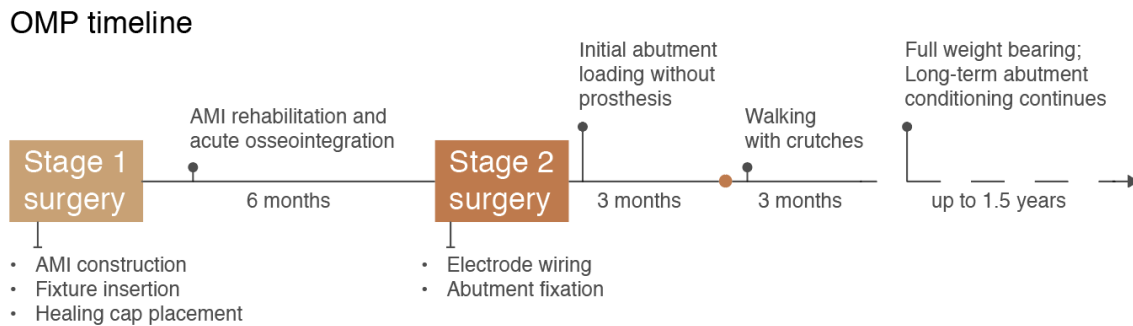 OMP timeline
Initial abutment
loading without
prosthesis
Full weight bearing;
Long-term abutment
conditioning continues
AMI rehabilitation and
acute osseointegration
Walking
with crutches
Stage 1
surgery
Stage 2
surgery
6 months
3 months
3 months
up to 1.5 years
• AMI construction
• Fixture insertion
• Healing cap placement
• Electrode wiring
• Abutment fixation